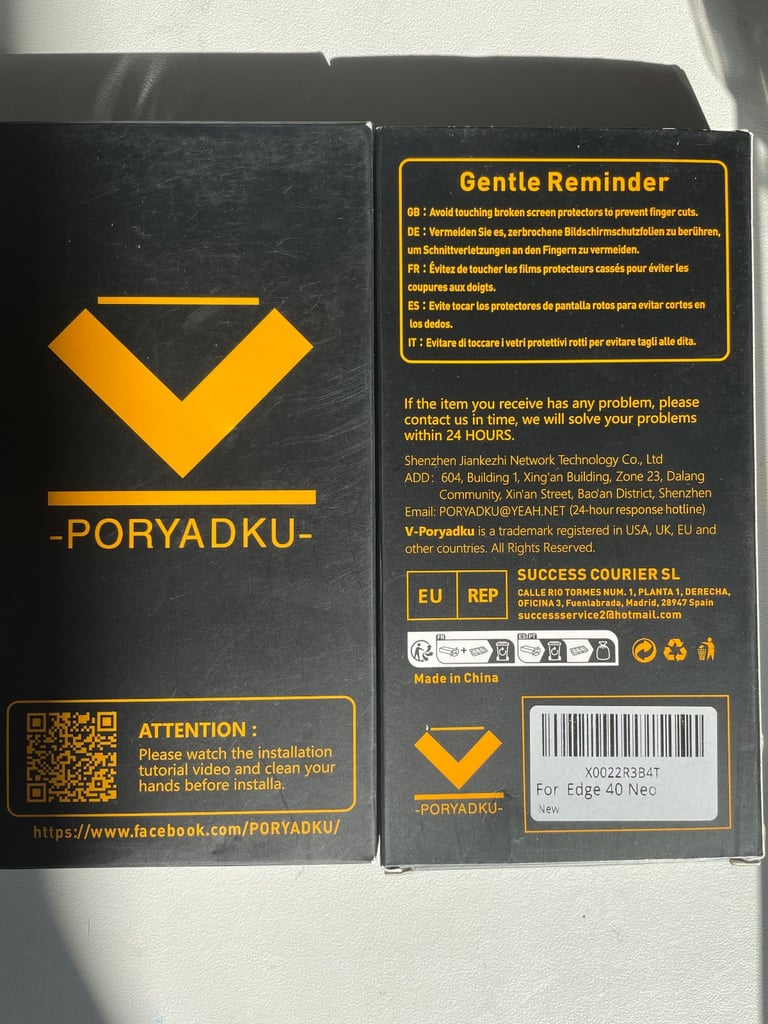 -PORYADKU-
ATTENTION :
Please watch the installation
tutorial video and clean your
hands before installa.
https://www.facebook.com/PORYADKU/
Gentle Reminder
GB : Avoid touching broken screen protectors to prevent finger cuts.
DE : Vermeiden Sie es, zerbrochene Bildschirmschutzfolien zu berühren,
um Schnittverletzungen an den Fingern zu vermeiden.
FR : Évitez de toucher les films protecteurs cassés pour éviter les
coupures aux doigts.
ES : Evite tocar los protectores de pantalla rotos para evitar cortes en
los dedos.
IT : Evitare di toccare i vetri protettivi rotti per evitare tagli alle dita.
If the item you receive has any problem, please
contact us in time, we will solve your problems
within 24 HOURS.
Shenzhen Jiankezhi Network Technology Co., Ltd
ADD: 604, Building 1, Xing'an Building, Zone 23, Dalang
Community, Xin'an Street, Bao'an District, Shenzhen
Email: PORYADKU@YEAH.NET (24-hour response hotline)
V-Poryadku is a trademark registered in USA, UK, EU and
other countries. All Rights Reserved.
EU REP
SUCCESS COURIER SL
CALLE RIO TORMES NUM. 1, PLANTA 1, DERECHA,
OFICINA 3, Fuenlabrada, Madrid, 28947 Spain
successservice2@hotmail.com
FR
ES PT
Made in China
-PORYADKU-
X0022R3B4T
For Edge 40 Neo
New